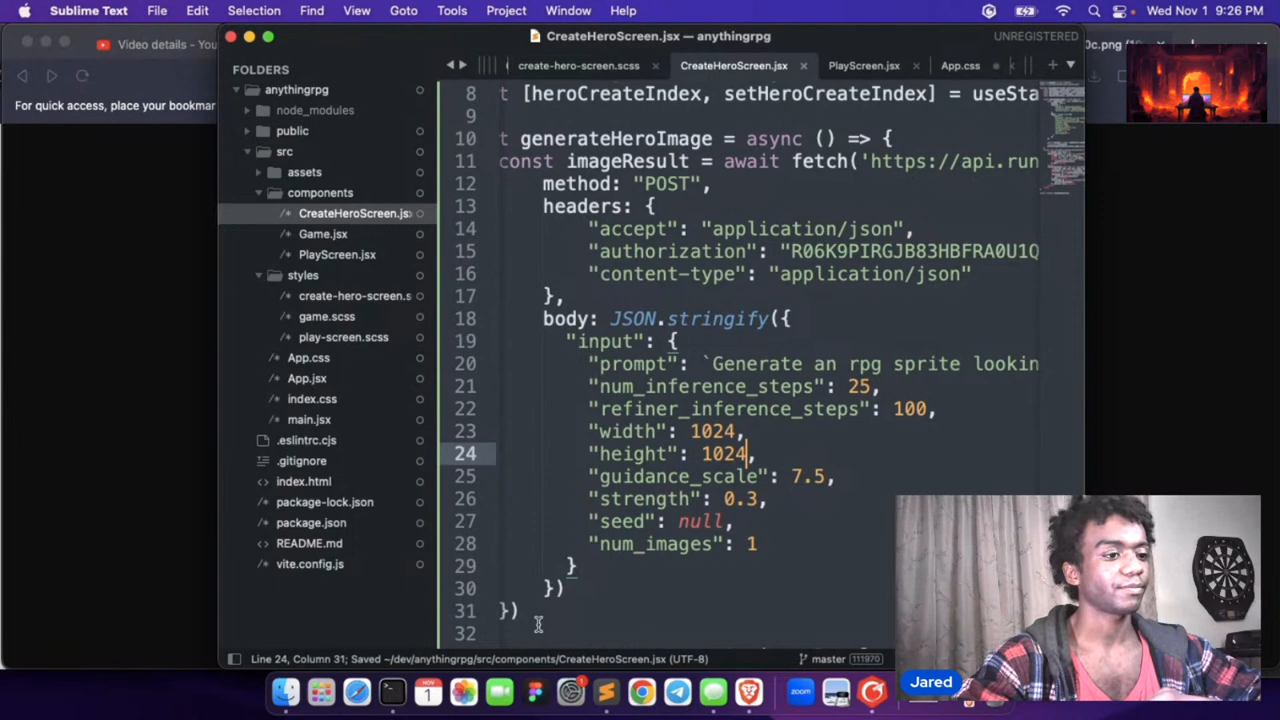 Sublime Text File Edit Selection Find View Goto Tools Project Window Help Wed Nov 1 9:26 PM
Video details - You
CreateHeroScreen.jsx — anythingrpg
UNREGISTERED
0c.png
For quick access, place your bookmar
FOLDERS
anythingrpg
node_modules
public
src
assets
components
CreateHeroScreen.js
Game.jsx
PlayScreen.jsx
styles
create-hero-screen.s
game.scss
play-screen.scss
App.css
App.jsx
index.css
main.jsx
.eslintrc.cjs
.gitignore
index.html
package-lock.json
package.json
README.md
vite.config.js
create-hero-screen.scss CreateHeroScreen.jsx PlayScreen.jsx App.css
8 t [heroCreateIndex, setHeroCreateIndex] = useSta
9
10 t generateHeroImage = async () => {
11 const imageResult = await fetch('https://api.run
12 method: "POST",
13 headers: {
14 "accept": "application/json",
15 "authorization": "R06K9PIRGJB83HBFRA0U1Q
16 "content-type": "application/json"
17 },
18 body: JSON.stringify({
19 "input": {
20 "prompt": `Generate an rpg sprite lookin
21 "num_inference_steps": 25,
22 "refiner_inference_steps": 100,
23 "width": 1024,
24 "height": 1024,
25 "guidance_scale": 7.5,
26 "strength": 0.3,
27 "seed": null,
28 "num_images": 1
29 }
30 })
31 })
32
Line 24, Column 31; Saved ~/dev/anythingrpg/src/components/CreateHeroScreen.jsx (UTF-8)
master 111970
Jared
NOV
1
1
zoom